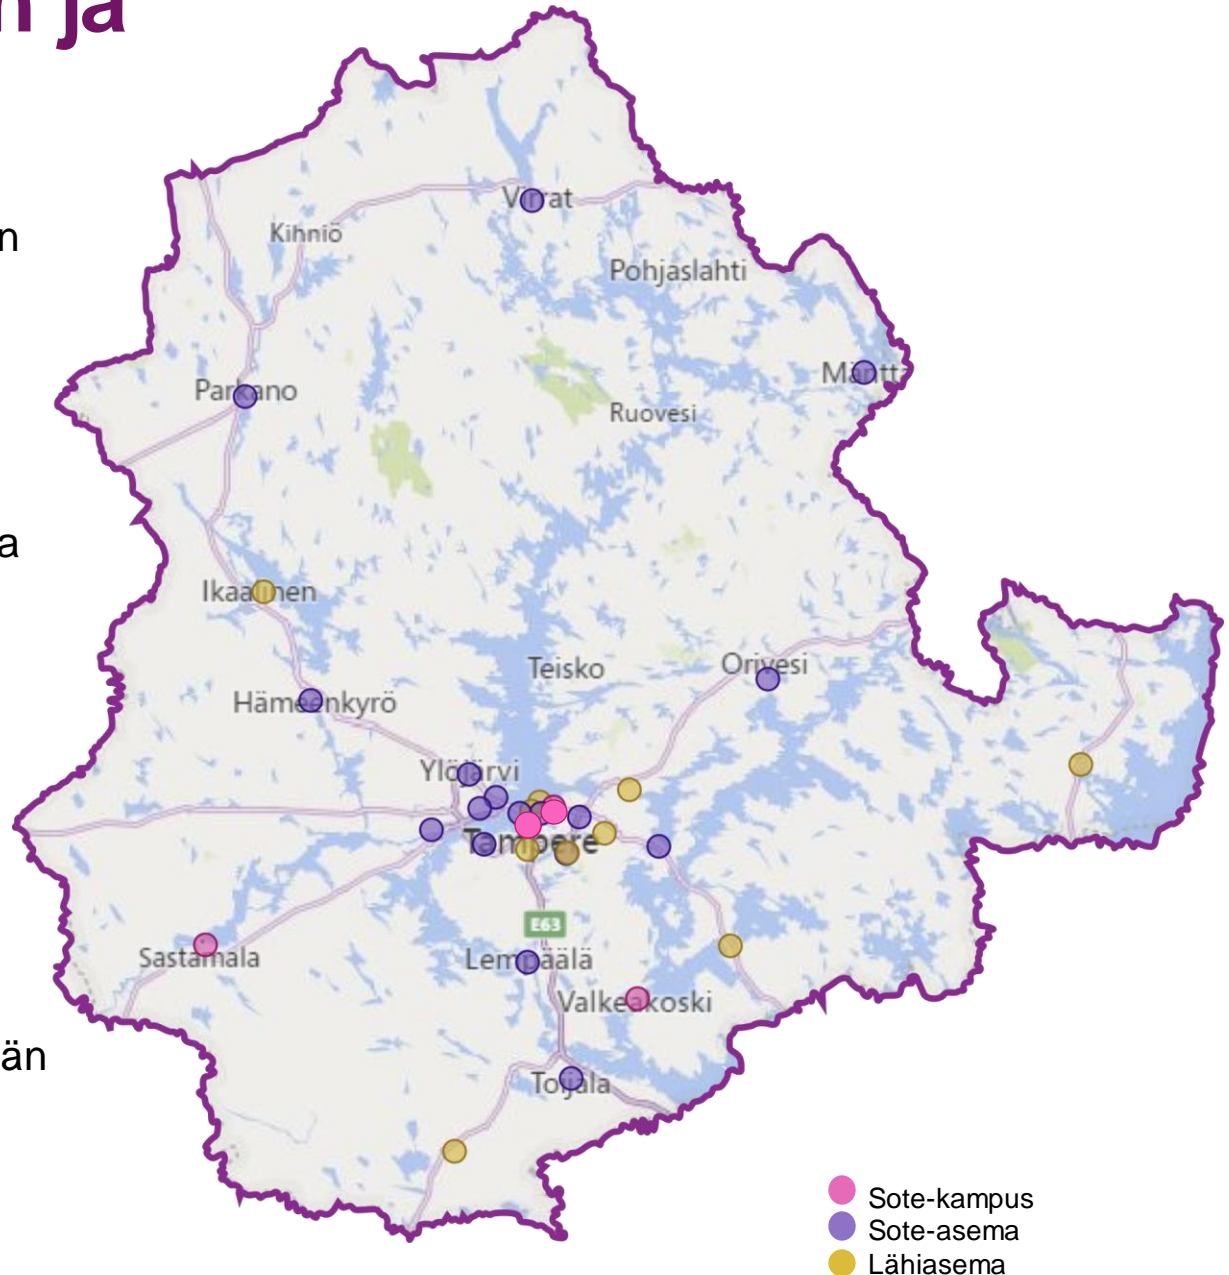 n ja
n
a
än
Virrat
Kihniö
Pohjaslahti
Mäntta
Parkano
Ruovesi
Ikaalinen
Teisko
Orivesi
Hämeenkyrö
Ylöjärvi
Tampere
E63
Sastamala
Lempäälä
Valkeakoski
Toijala
Sote-kampus
Sote-asema
Lähiasema